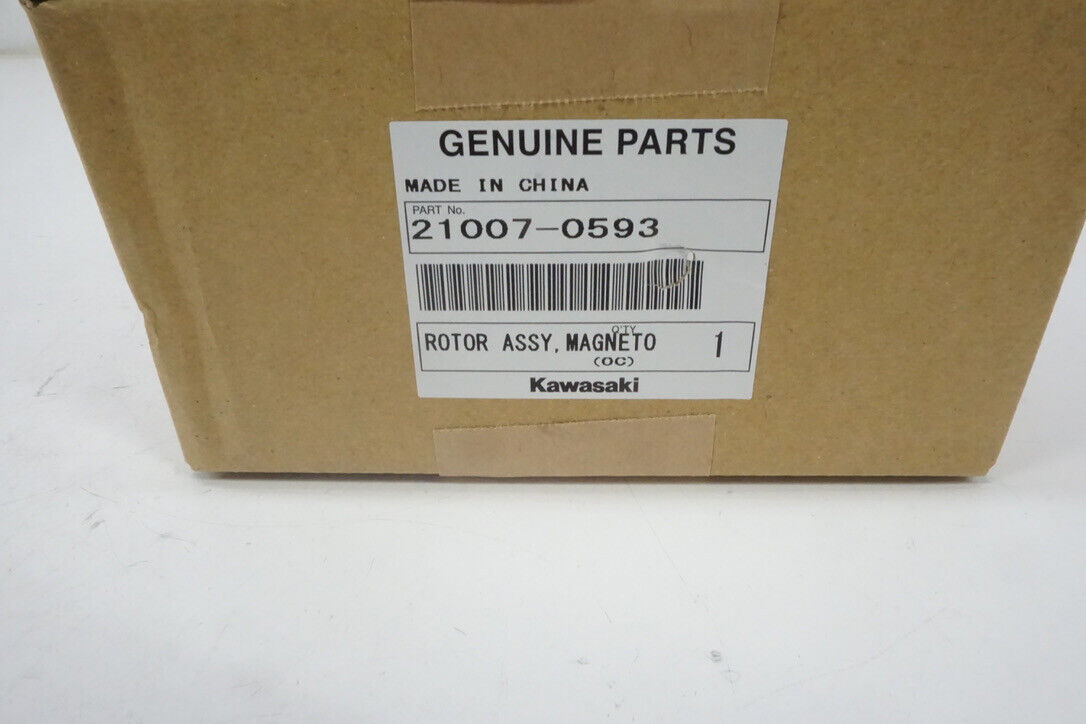 GENUINE PARTS
MADE IN CHINA
PART No.
21007-0593
Q'TY
ROTOR ASSY, MAGNETO 1
(OC)
Kawasaki